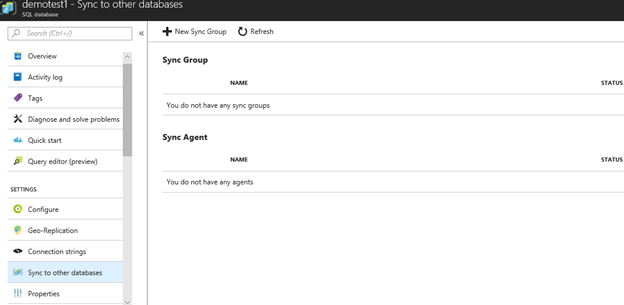 demotest1 - Sync to other databases
SQL database
Search (Ctrl+/)
«
Overview
Activity log
Tags
Diagnose and solve problems
Quick start
Query editor (preview)
SETTINGS
Configure
Geo-Replication
Connection strings
Sync to other databases
Properties
New Sync Group
Refresh
Sync Group
NAME STATUS
You do not have any sync groups
Sync Agent
NAME STATUS
You do not have any agents